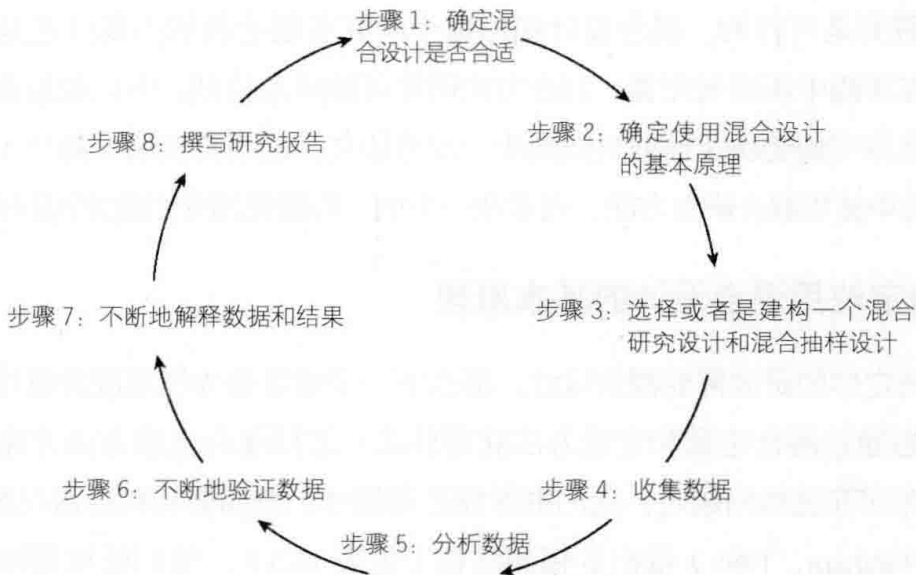 步骤 1：确定混
合设计是否合适
步骤 2：确定使用混合设计
的基本原理
步骤 3：选择或者是建构一个混合
研究设计和混合抽样设计
步骤 4：收集数据
步骤 5：分析数据
步骤 6：不断地验证数据
步骤 7：不断地解释数据和结果
步骤 8：撰写研究报告